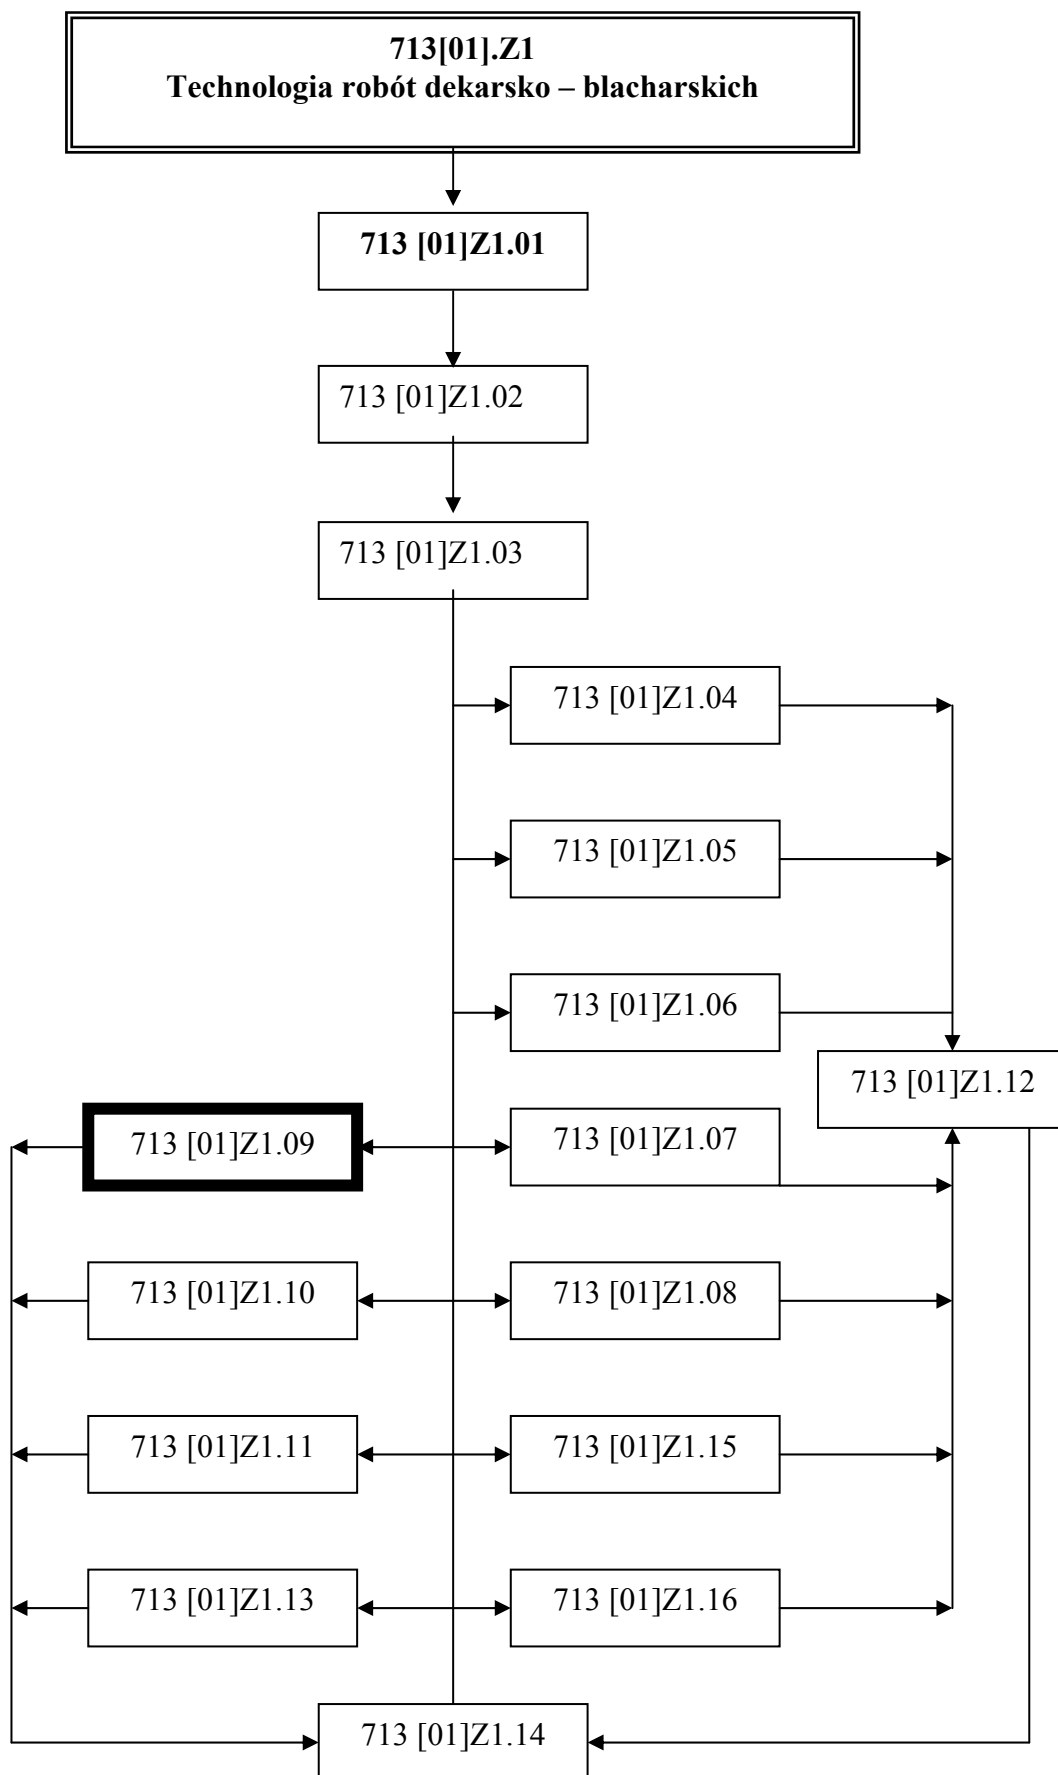 713[01].Z1
Technologia robót dekarsko – blacharskich
713 [01]Z1.01
713 [01]Z1.02
713 [01]Z1.03
713 [01]Z1.04
713 [01]Z1.05
713 [01]Z1.06
713 [01]Z1.12
713 [01]Z1.09
713 [01]Z1.07
713 [01]Z1.10
713 [01]Z1.08
713 [01]Z1.11
713 [01]Z1.15
713 [01]Z1.13
713 [01]Z1.16
713 [01]Z1.14